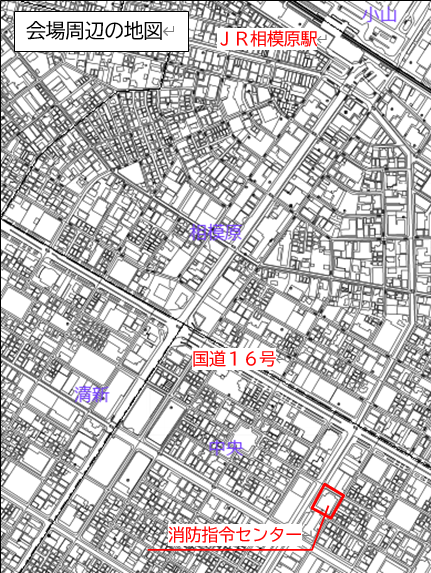 小山
会場周辺の地図
ＪＲ相模原駅
相模原
国道１６号
清新
中央
消防指令センター